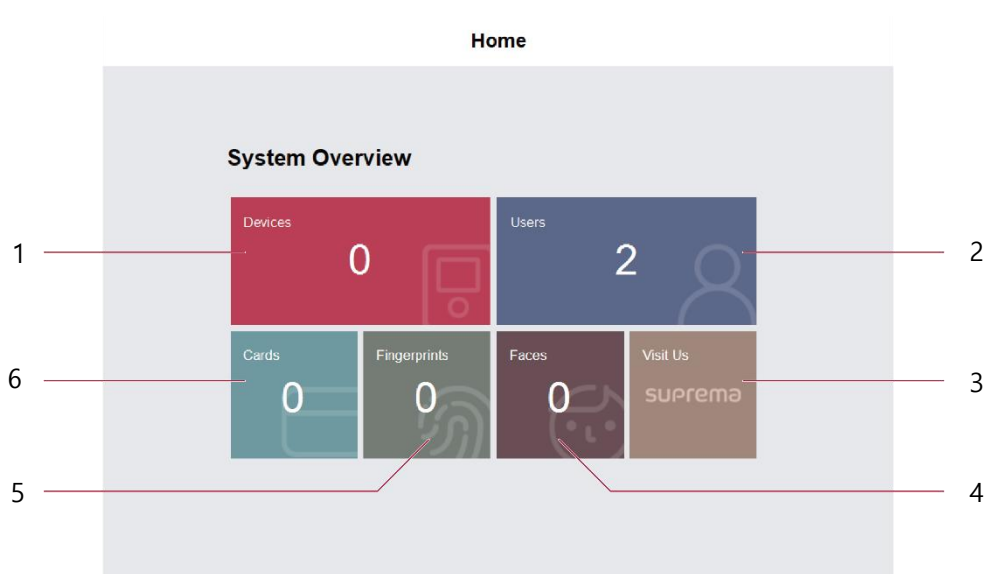 Home
System Overview
Devices
0
Users
2
1
2
Cards
0
Fingerprints
0
Faces
0
Visit Us
suprema
6
3
5
4